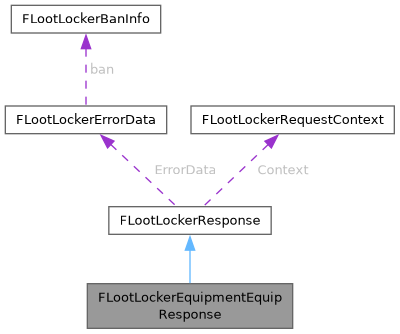 FLootLockerBanInfo
ban
FLootLockerErrorData
FLootLockerRequestContext
ErrorData
Context
FLootLockerResponse
FLootLockerEquipmentEquip
Response